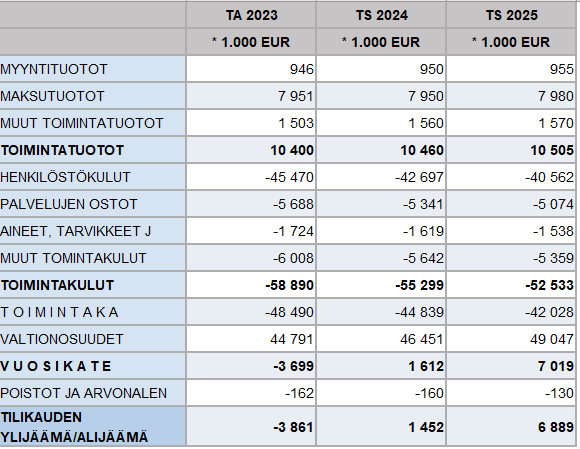 TA 2023 TS 2024 TS 2025
* 1.000 EUR * 1.000 EUR * 1.000 EUR
MYYNTITUOTOT 946 950 955
MAKSUTUOTOT 7 951 7 950 7 980
MUUT TOIMINTATUOTOT 1 503 1 560 1 570
TOIMINTATUOTOT 10 400 10 460 10 505
HENKILÖSTÖKULUT -45 470 -42 697 -40 562
PALVELUJEN OSTOT -5 688 -5 341 -5 074
AINEET, TARVIKKEET J -1 724 -1 619 -1 538
MUUT TOMINTAKULUT -6 008 -5 642 -5 359
TOIMINTAKULUT -58 890 -55 299 -52 533
T O I M I N T A K A -48 490 -44 839 -42 028
VALTIONOSUUDET 44 791 46 451 49 047
V U O S I K A T E -3 699 1 612 7 019
POISTOT JA ARVONALEN -162 -160 -130
TILIKAUDEN
YLIJÄÄMÄ/ALIJÄÄMÄ -3 861 1 452 6 889